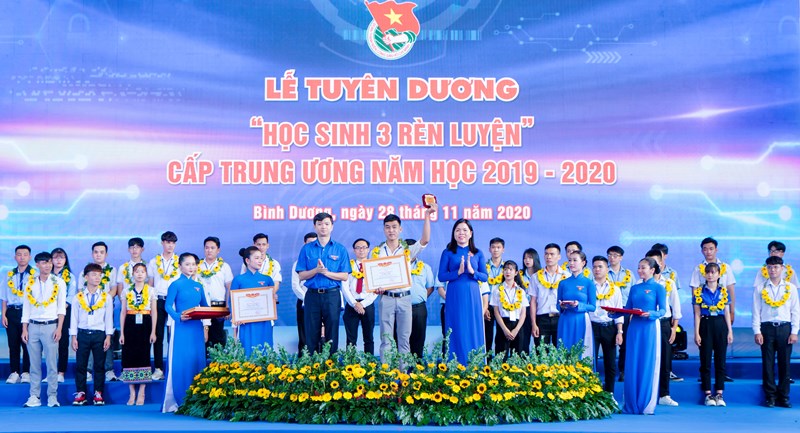 LỄ TUYÊN DƯƠNG
“HỌC SINH 3 RÈN LUYỆN”
CẤP TRUNG ƯƠNG NĂM HỌC 2019 - 2020
Bình Dương, ngày 28 tháng 11 năm 2020